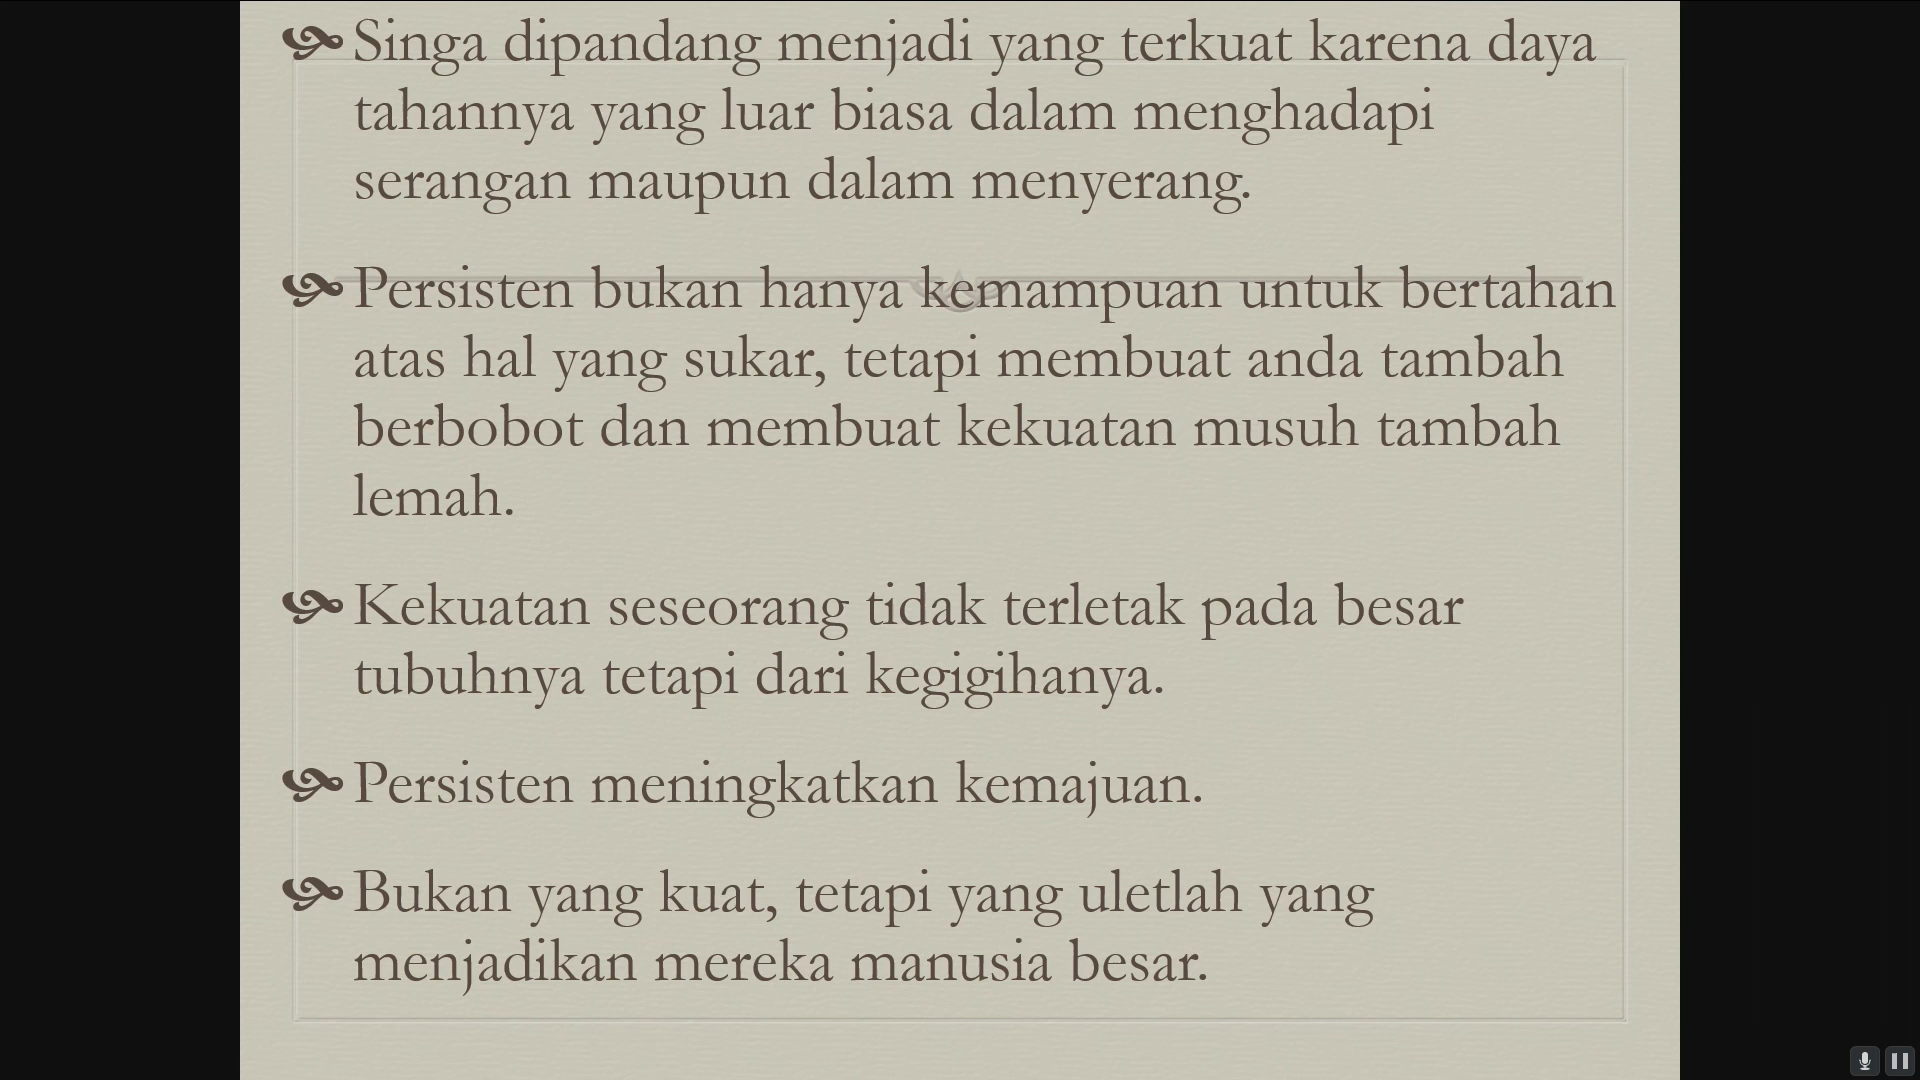 Singa dipandang menjadi yang terkuat karena daya
tahannya yang luar biasa dalam menghadapi
serangan maupun dalam menyerang.
Persisten bukan hanya kemampuan untuk bertahan
atas hal yang sukar, tetapi membuat anda tambah
berbobot dan membuat kekuatan musuh tambah
lemah.
Kekuatan seseorang tidak terletak pada besar
tubuhnya tetapi dari kegigihanya.
Persisten meningkatkan kemajuan.
Bukan yang kuat, tetapi yang uletlah yang
menjadikan mereka manusia besar.